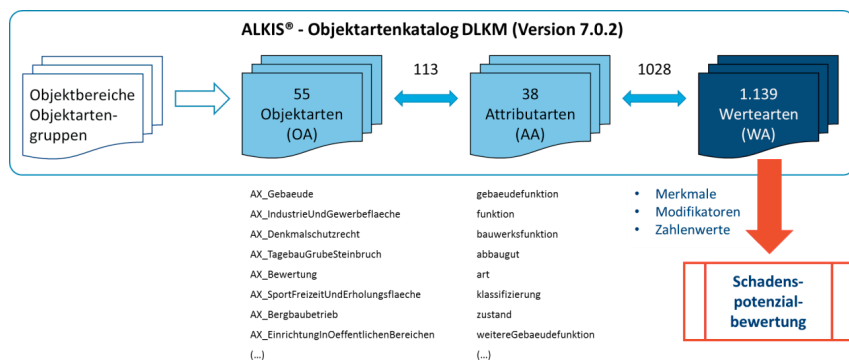 ALKIS® - Objektartenkatalog DLKM (Version 7.0.2)
Objektbereiche
Objektarten-
gruppen
55
Objektarten
(OA)
113
38
Attributarten
(AA)
1028
1.139
Wertearten
(WA)
AX_Gebaeude
AX_IndustrieUndGewerbeflaeche
AX_Denkmalschutzrecht
AX_TagebauGrubeSteinbruch
AX_Bewertung
AX_SportFreizeitUndErholungsflaeche
AX_Bergbaubetrieb
AX_EinrichtungInOeffentlichenBereichen
(...)
gebaeudefunktion
funktion
bauwerksfunktion
abbaugut
art
klassifizierung
zustand
weitereGebaeudefunktion
(...)
• Merkmale
• Modifikatoren
• Zahlenwerte
Schadens-
potenzial-
bewertung